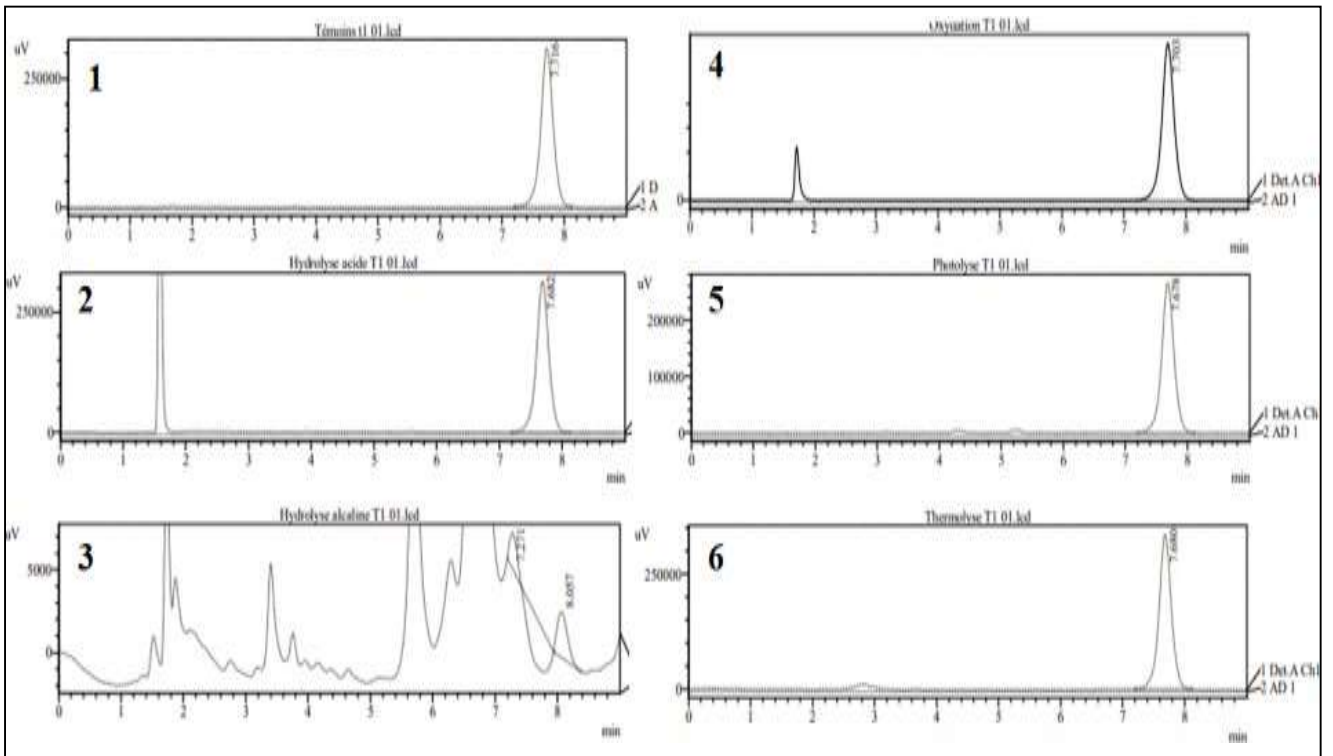 Témoins t1 01.lcd
uV
1
7.716
250000
0
1 D
2 A
0 1 2 3 4 5 6 7 8
Oxydation T1 01.lcd
4
7.703
0
1 Det.A Ch1
2 AD 1
0 1 2 3 4 5 6 7 8
min
Hydrolyse acide T1 01.lcd
uV
2
7.682
250000
0
0 1 2 3 4 5 6 7 8
min
Photolyse T1 01.lcd
uV
5
7.678
200000
100000
0
1 Det.A Ch
2 AD 1
0 1 2 3 4 5 6 7 8
min
Hydrolyse alcaline T1 01.lcd
uV
3
7.271
5000
8.057
0
0 1 2 3 4 5 6 7 8
min
Thermolyse T1 01.lcd
uV
6
7.680
250000
0
1 Det.A Ch1
2 AD 1
0 1 2 3 4 5 6 7 8
min